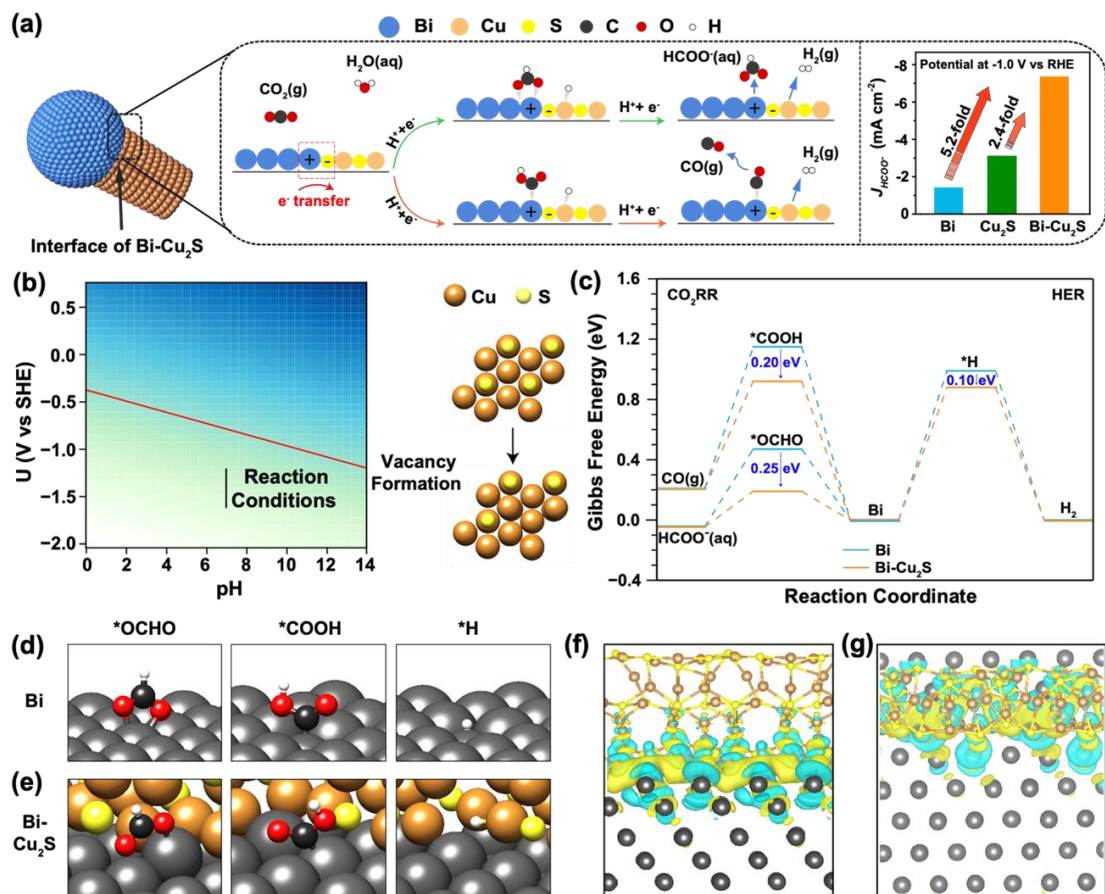 (a)
Bi Cu S C O H
CO₂(g)
H₂O(aq)
+ -
e⁻ transfer
H⁺+e⁻
H⁺+e⁻
+ -
H⁺+ e⁻
HCOO⁻(aq)
H₂(g)
+ -
+ -
H⁺+ e⁻
CO(g)
H₂(g)
+ -
Interface of Bi-Cu₂S
Potential at -1.0 V vs RHE
J_HCOO⁻ (mA cm⁻²)
-8
-6
-4
-2
0
5.2-fold
2.4-fold
Bi Cu₂S Bi-Cu₂S
(b)
U (V vs SHE)
0.5
0.0
-0.5
-1.0
-1.5
-2.0
Reaction
Conditions
0 2 4 6 8 10 12 14
pH
Cu S
Vacancy
Formation
(c)
Gibbs Free Energy (eV)
1.6
1.2
0.8
0.4
0.0
-0.4
CO₂RR HER
*COOH
0.20 eV
*H
0.10 eV
*OCHO
0.25 eV
CO(g)
HCOO⁻(aq)
Bi
H₂
Bi
Bi-Cu₂S
Reaction Coordinate
*OCHO *COOH *H
(d)
Bi
(e)
Bi-
Cu₂S
(f)
(g)